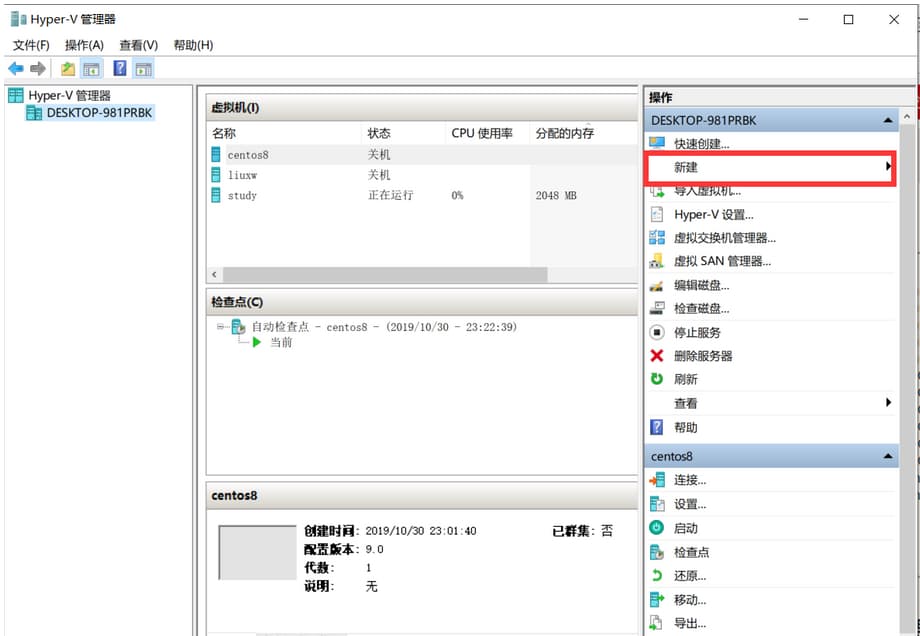 Hyper-V 管理器
文件(F) 操作(A) 查看(V) 帮助(H)
Hyper-V 管理器
DESKTOP-981PRBK
虚拟机(I)
名称 状态 CPU 使用率 分配的内存
centos8 关机
liuxw 关机
study 正在运行 0% 2048 MB
检查点(C)
自动检查点 - centos8 - (2019/10/30 - 23:22:39)
当前
centos8
创建时间: 2019/10/30 23:01:40 已群集: 否
配置版本: 9.0
代数: 1
说明: 无
操作
DESKTOP-981PRBK
快速创建...
新建
导入虚拟机...
Hyper-V 设置...
虚拟交换机管理器...
虚拟 SAN 管理器...
编辑磁盘...
检查磁盘...
停止服务
删除服务器
刷新
查看
帮助
centos8
连接...
设置...
启动
检查点
还原...
移动...
导出...